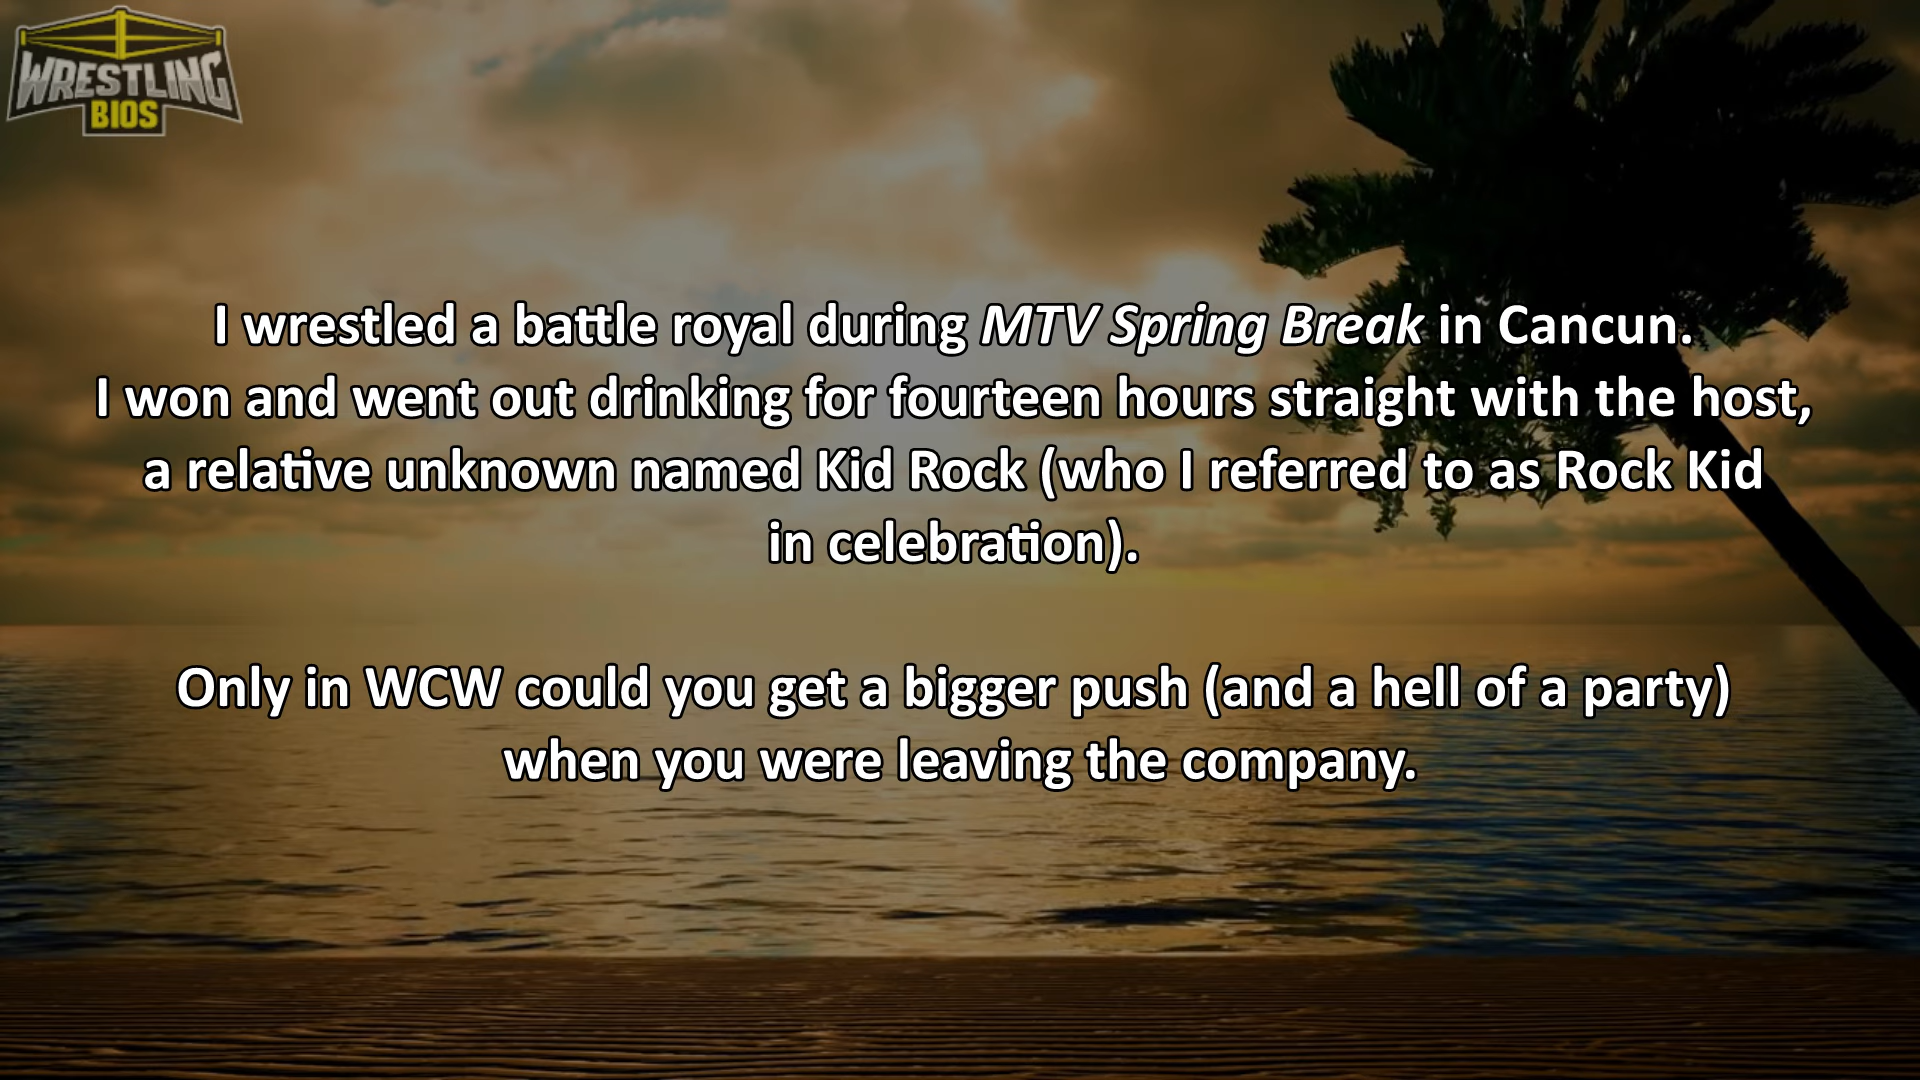 WRESTLING
BIOS
I wrestled a battle royal during MTV Spring Break in Cancun.
I won and went out drinking for fourteen hours straight with the host,
a relative unknown named Kid Rock (who I referred to as Rock Kid
in celebration).
Only in WCW could you get a bigger push (and a hell of a party)
when you were leaving the company.